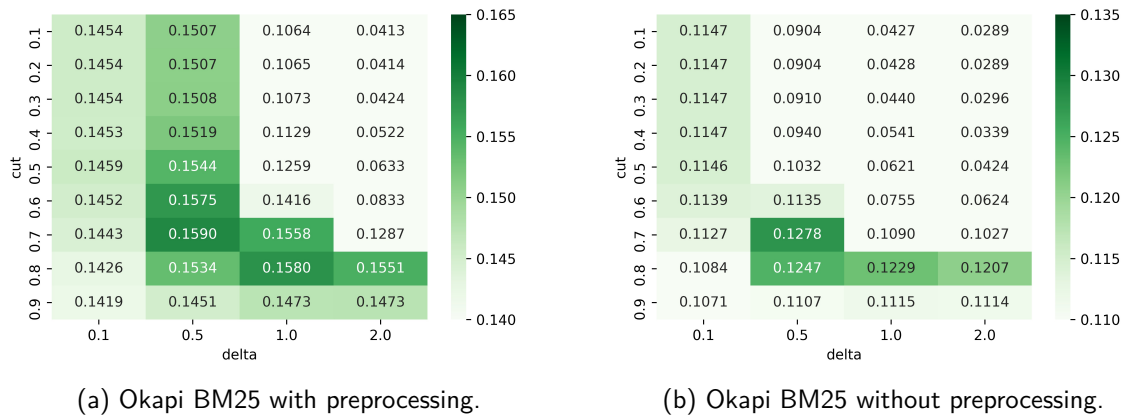 0.1 0.1454 0.1507 0.1064 0.0413
0.2 0.1454 0.1507 0.1065 0.0414
0.3 0.1454 0.1508 0.1073 0.0424
0.4 0.1453 0.1519 0.1129 0.0522
0.5 0.1459 0.1544 0.1259 0.0633
0.6 0.1452 0.1575 0.1416 0.0833
0.7 0.1443 0.1590 0.1558 0.1287
0.8 0.1426 0.1534 0.1580 0.1551
0.9 0.1419 0.1451 0.1473 0.1473
cut
0.1 0.5 1.0 2.0
delta
0.165
0.160
0.155
0.150
0.145
0.140
(a) Okapi BM25 with preprocessing.
0.1 0.1147 0.0904 0.0427 0.0289
0.2 0.1147 0.0904 0.0428 0.0289
0.3 0.1147 0.0910 0.0440 0.0296
0.4 0.1147 0.0940 0.0541 0.0339
0.5 0.1146 0.1032 0.0621 0.0424
0.6 0.1139 0.1135 0.0755 0.0624
0.7 0.1127 0.1278 0.1090 0.1027
0.8 0.1084 0.1247 0.1229 0.1207
0.9 0.1071 0.1107 0.1115 0.1114
cut
0.1 0.5 1.0 2.0
delta
0.135
0.130
0.125
0.120
0.115
0.110
(b) Okapi BM25 without preprocessing.